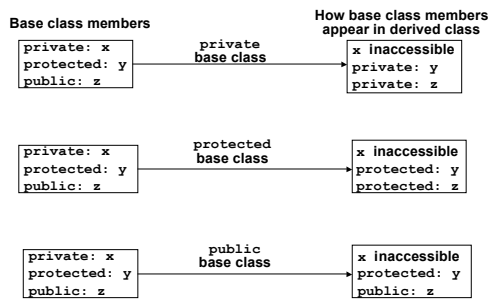 Base class members
How base class members
appear in derived class
private: x
protected: y
public: z
private
base class
x inaccessible
private: y
private: z
private: x
protected: y
public: z
protected
base class
x inaccessible
protected: y
protected: z
private: x
protected: y
public: z
public
base class
x inaccessible
protected: y
public: z